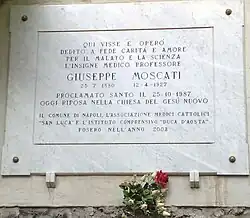 QUI VISSE E OPERÒ
DEDITO A FEDE CARITÀ E AMORE
PER IL MALATO E LA SCIENZA
L'INSIGNE MEDICO PROFESSORE
GIUSEPPE MOSCATI
25-7-1880 12-4-1927
PROCLAMATO SANTO IL 25-10-1987
OGGI RIPOSA NELLA CHIESA DEL GESÙ NUOVO
IL COMUNE DI NAPOLI, L'ASSOCIAZIONE MEDICI CATTOLICI
"SAN LUCA" E L'ISTITUTO COMPRENSIVO "DUCA D'AOSTA"
POSERO NELL'ANNO 2003